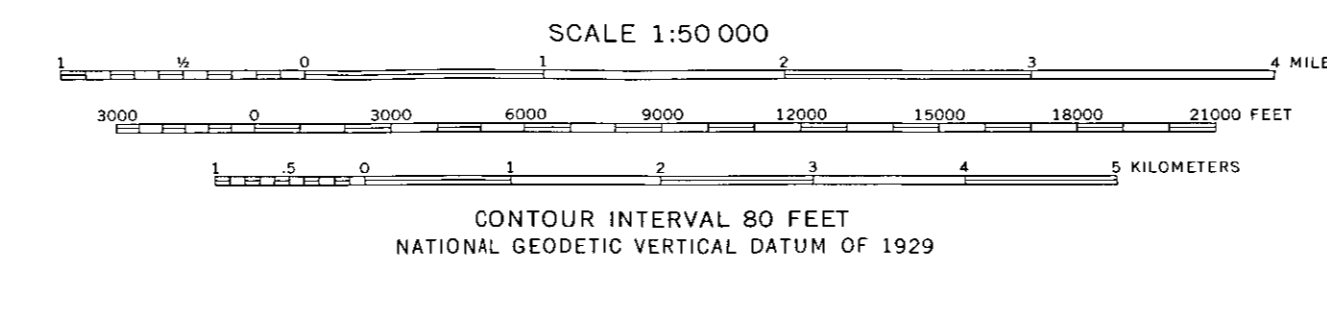 SCALE 1:50 000
1 ½ 0 1 2 3 4 MILE
3000 0 3000 6000 9000 12000 15000 18000 21000 FEET
1 .5 0 1 2 3 4 5 KILOMETERS
CONTOUR INTERVAL 80 FEET
NATIONAL GEODETIC VERTICAL DATUM OF 1929